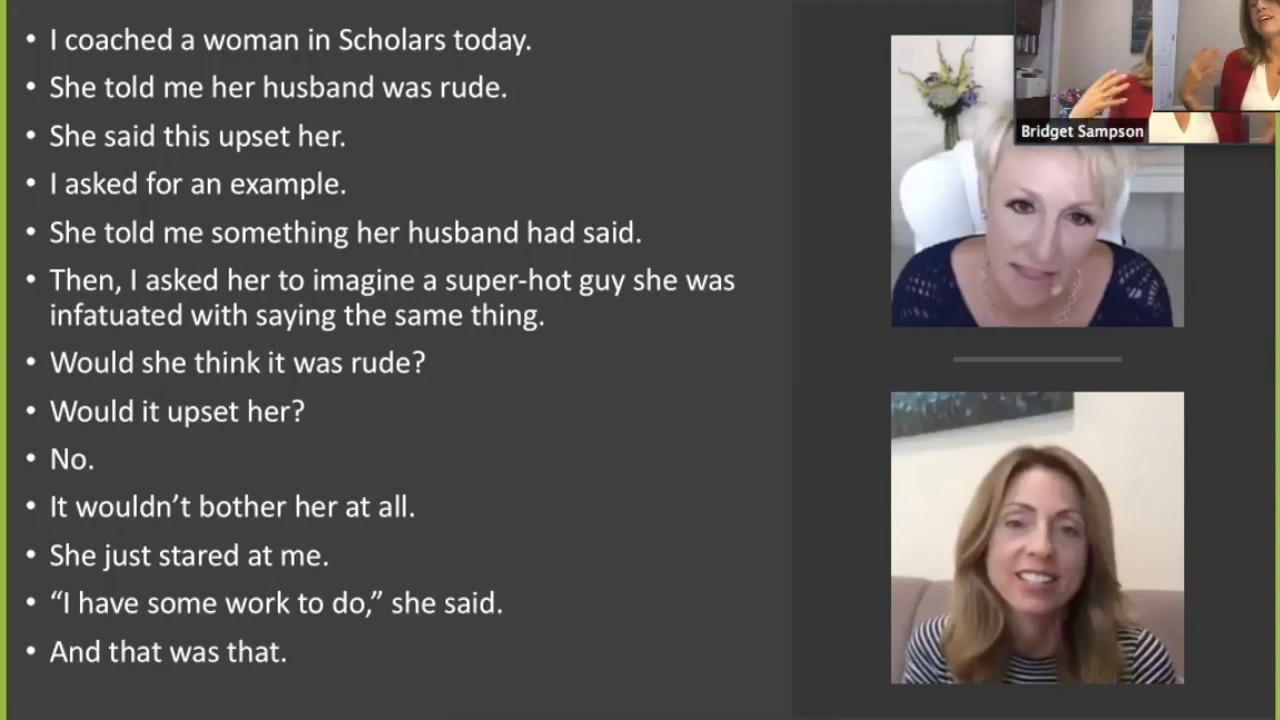 • I coached a woman in Scholars today.
• She told me her husband was rude.
• She said this upset her.
• I asked for an example.
• She told me something her husband had said.
• Then, I asked her to imagine a super-hot guy she was
infatuated with saying the same thing.
• Would she think it was rude?
• Would it upset her?
• No.
• It wouldn’t bother her at all.
• She just stared at me.
• “I have some work to do,” she said.
• And that was that.
Bridget Sampson